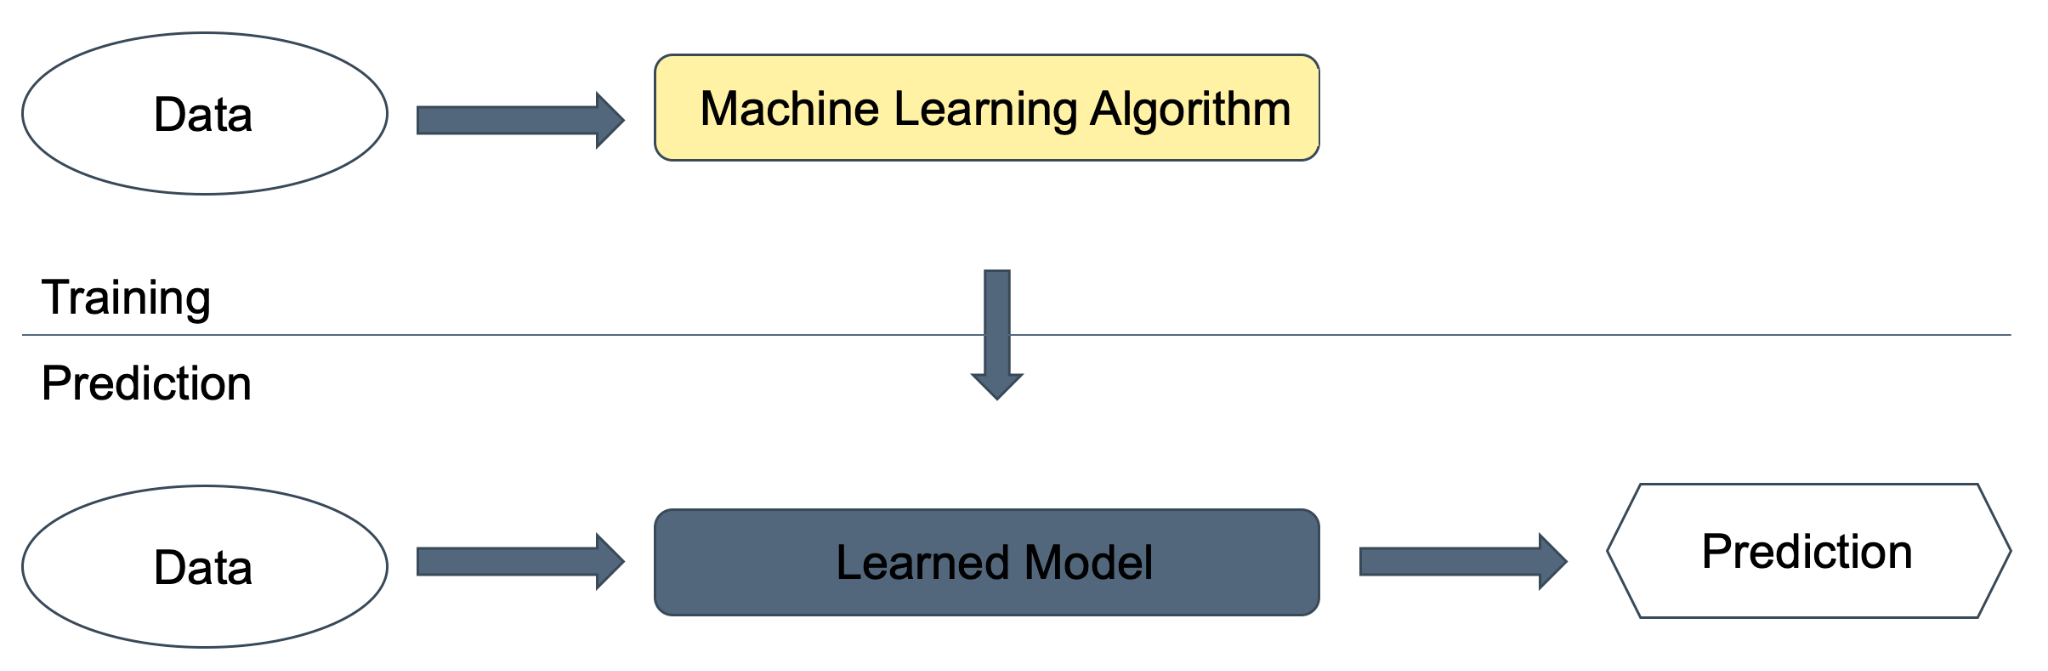 Data
Machine Learning Algorithm
Training
Prediction
Data
Learned Model
Prediction